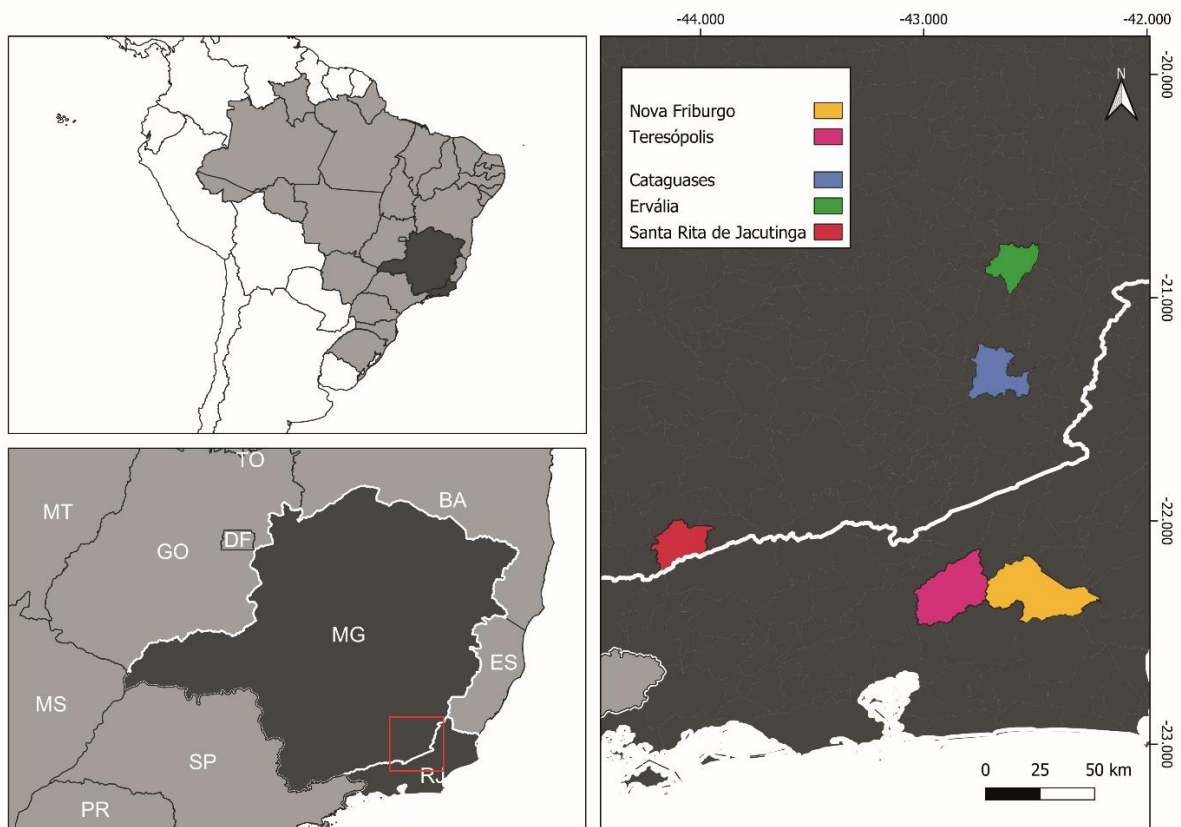 -44.000
-43.000
-42.000
-20.000
-21.000
-22.000
-23.000
N
Nova Friburgo
Teresópolis
Cataguases
Ervália
Santa Rita de Jacutinga
0 25 50 km
TO
MT
BA
DF
GO
MG
ES
MS
SP
RJ
PR